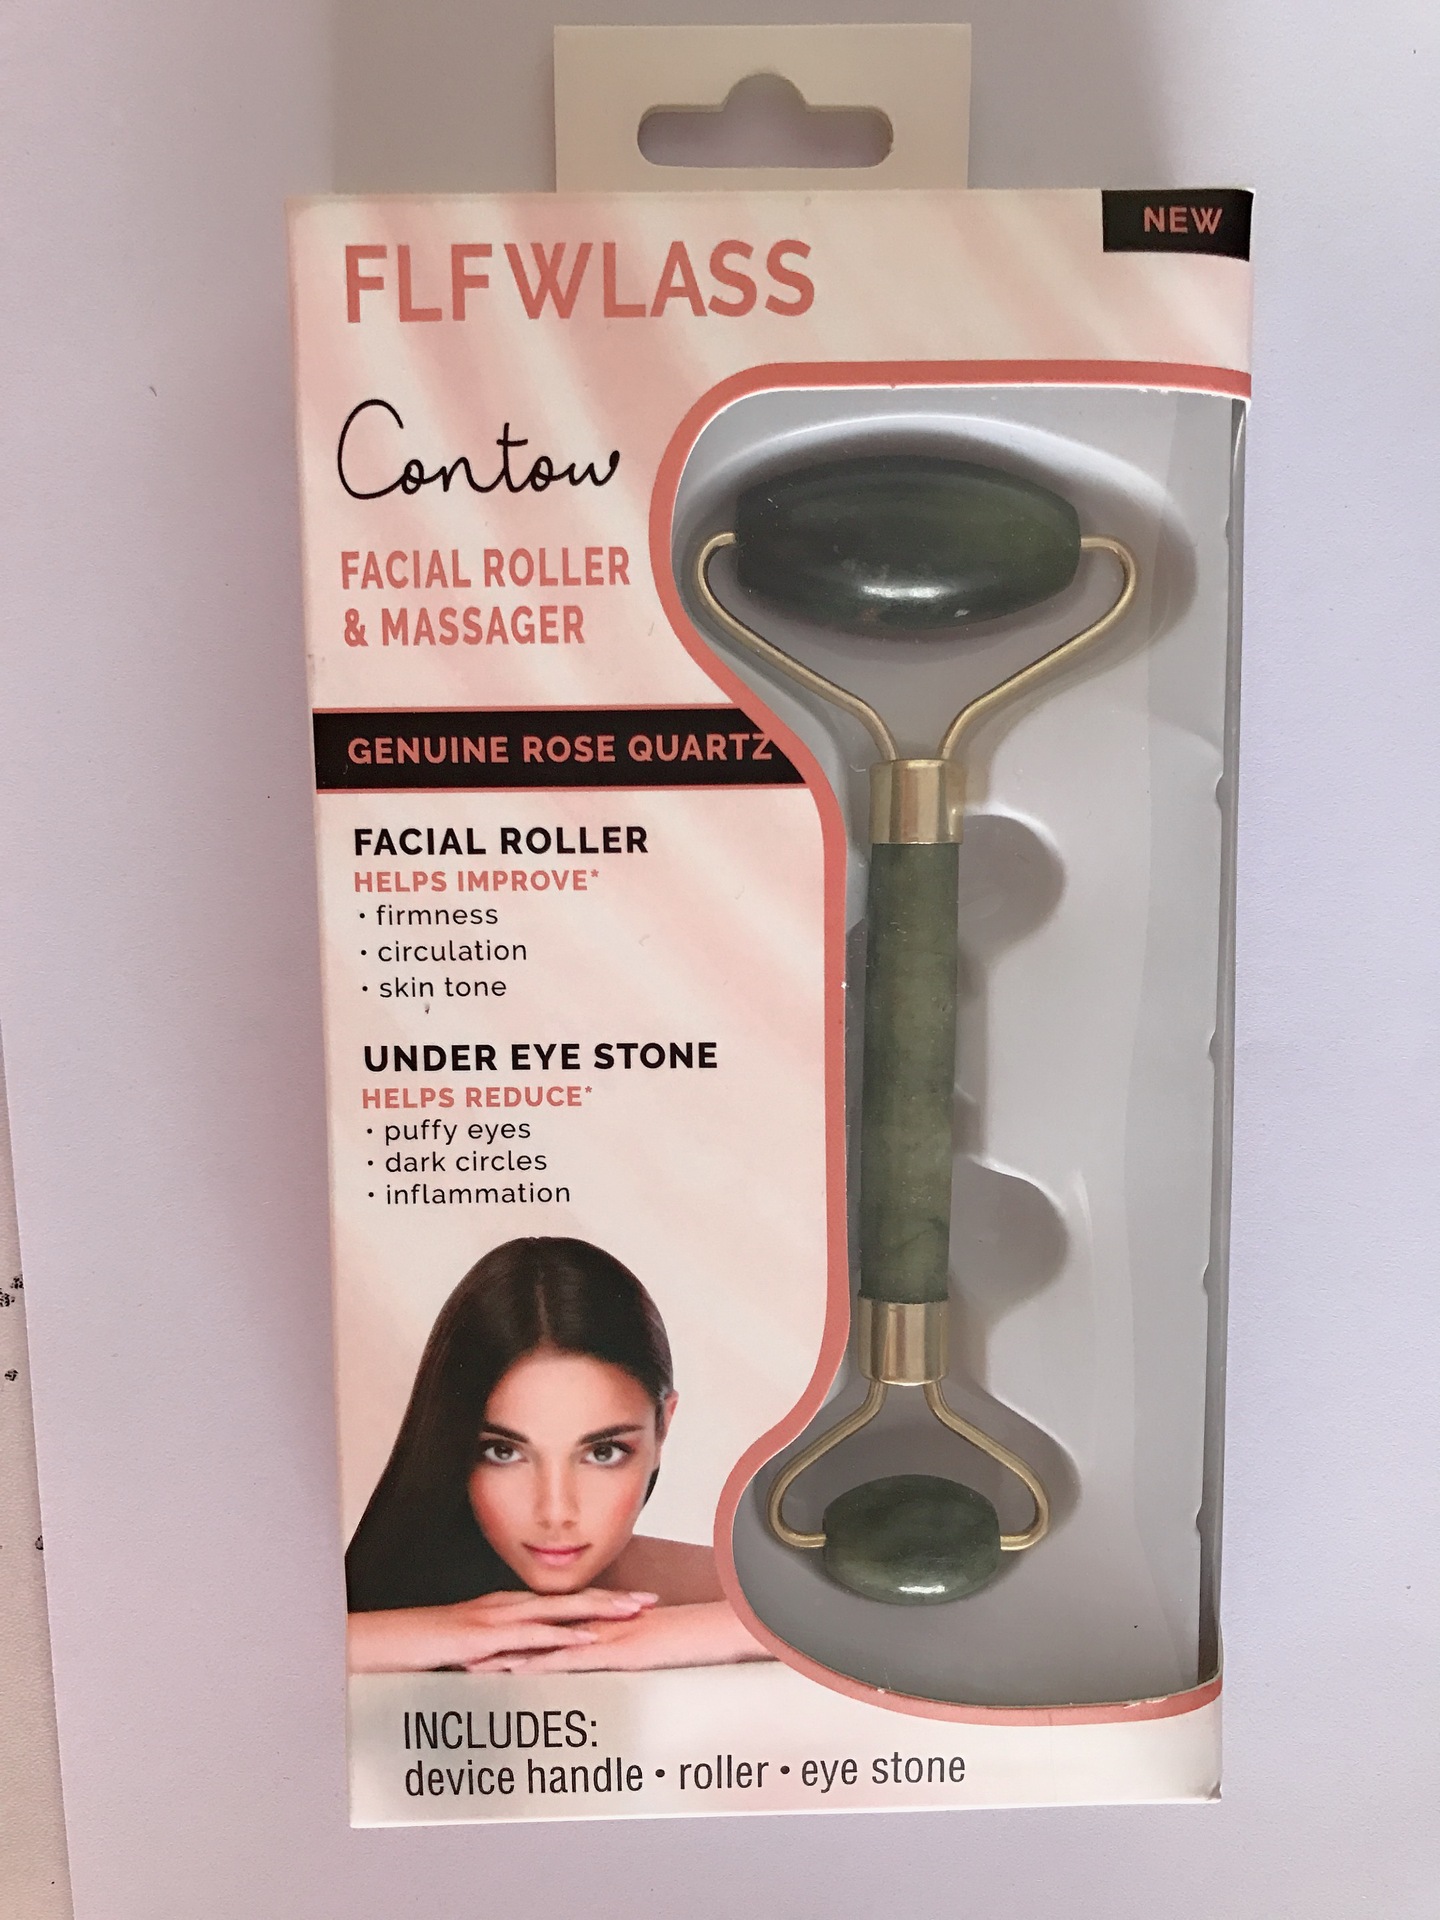 NEW
FLFWLASS
Contour
FACIAL ROLLER
& MASSAGER
GENUINE ROSE QUARTZ
FACIAL ROLLER
HELPS IMPROVE*
• firmness
• circulation
• skin tone
UNDER EYE STONE
HELPS REDUCE*
• puffy eyes
• dark circles
• inflammation
INCLUDES:
device handle • roller • eye stone